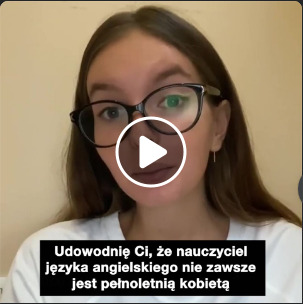 Udowodnię Ci, że nauczyciel
języka angielskiego nie zawsze
jest pełnoletnią kobietą